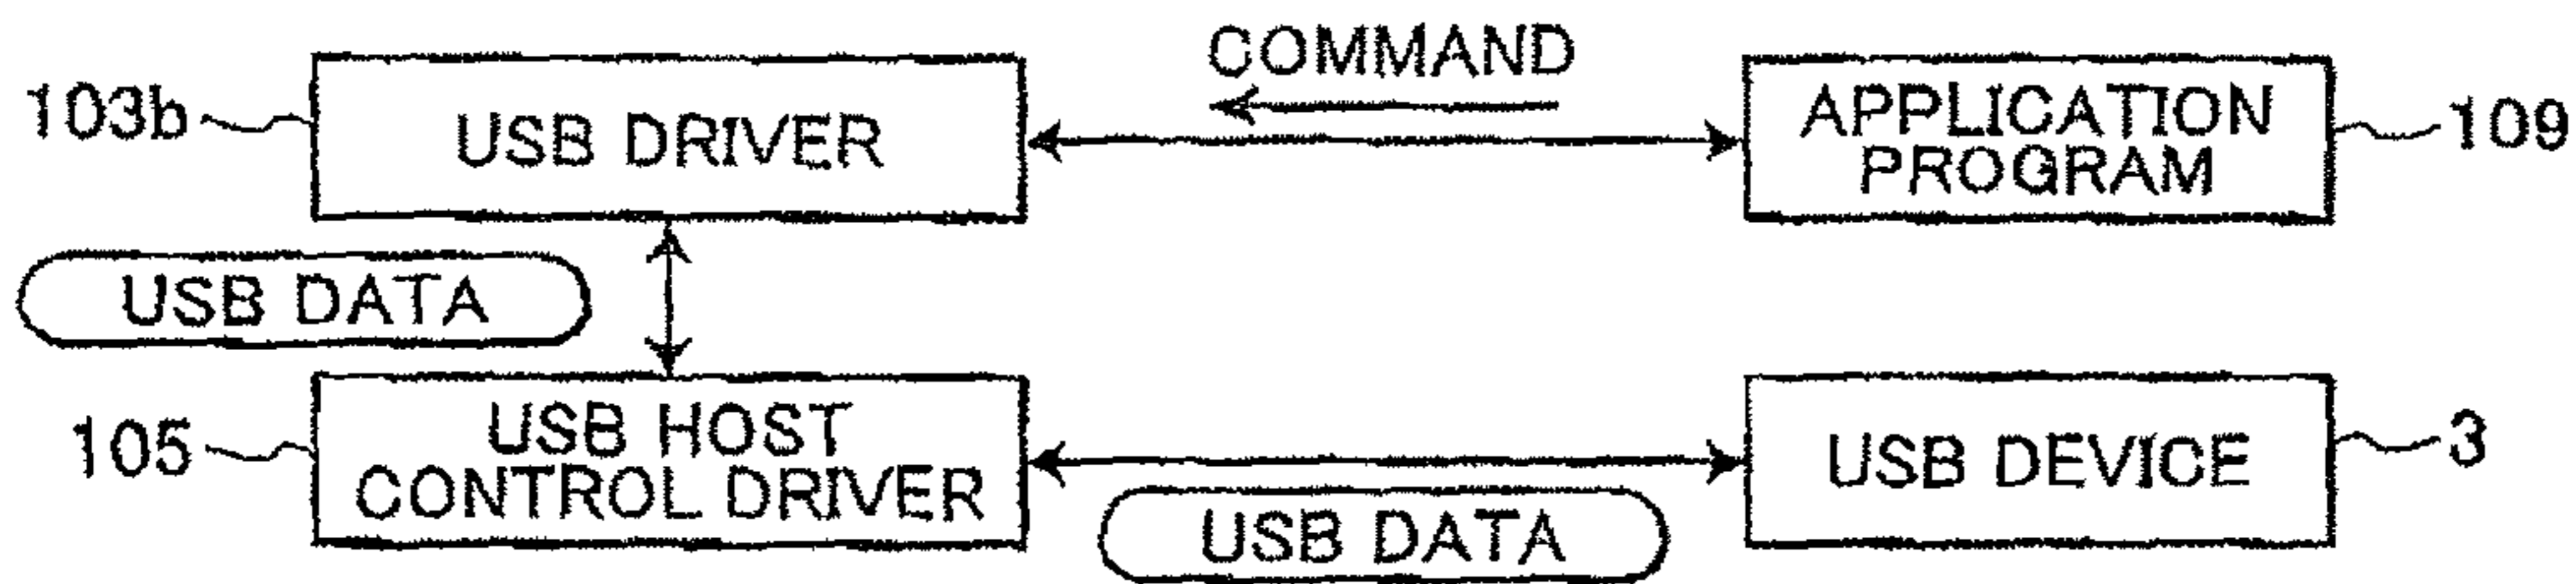 COMMAND
103b
USB DRIVER
APPLICATION
PROGRAM
109
USB DATA
105
USB HOST
CONTROL DRIVER
USB DEVICE
3
USB DATA